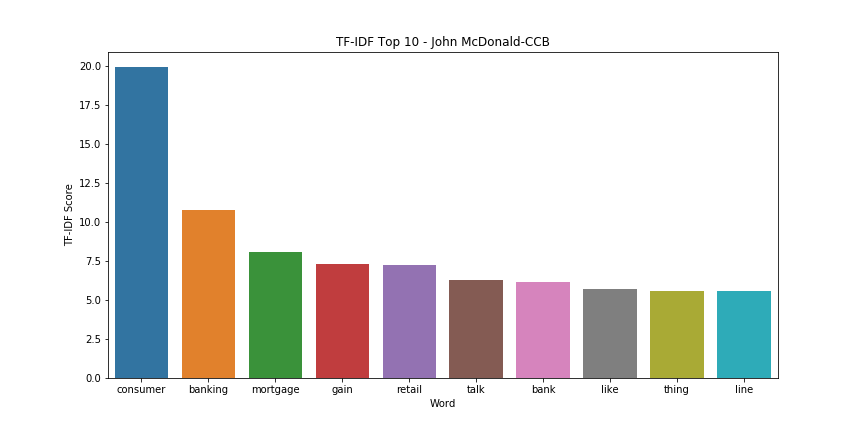 TF-IDF Top 10 - John McDonald-CCB
TF-IDF Score
20.0
17.5
15.0
12.5
10.0
7.5
5.0
2.5
0.0
consumer banking mortgage gain retail talk bank like thing line
Word